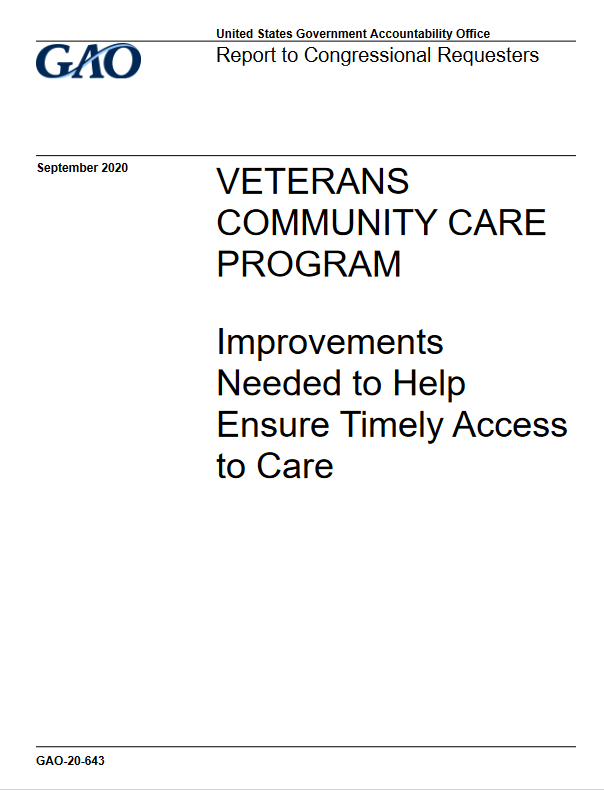 United States Government Accountability Office
GAO
Report to Congressional Requesters
September 2020
VETERANS
COMMUNITY CARE
PROGRAM
Improvements
Needed to Help
Ensure Timely Access
to Care
GAO-20-643